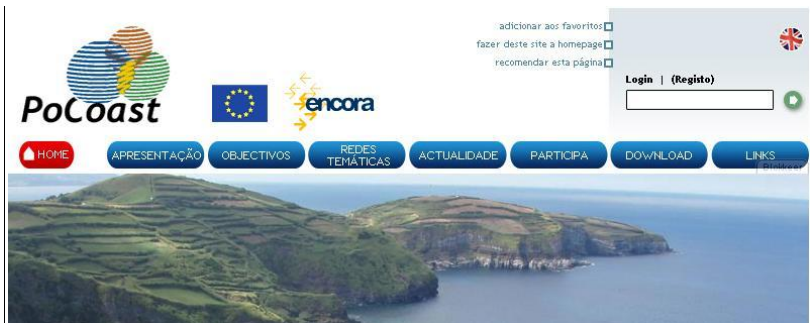 adicionar aos favoritos
fazer deste site a homepage
recomendar esta página
Login | (Registo)
PoCoast
encora
HOME
APRESENTAÇÃO
OBJECTIVOS
REDES
TEMÁTICAS
ACTUALIDADE
PARTICIPA
DOWNLOAD
LINKS
Blokkeer